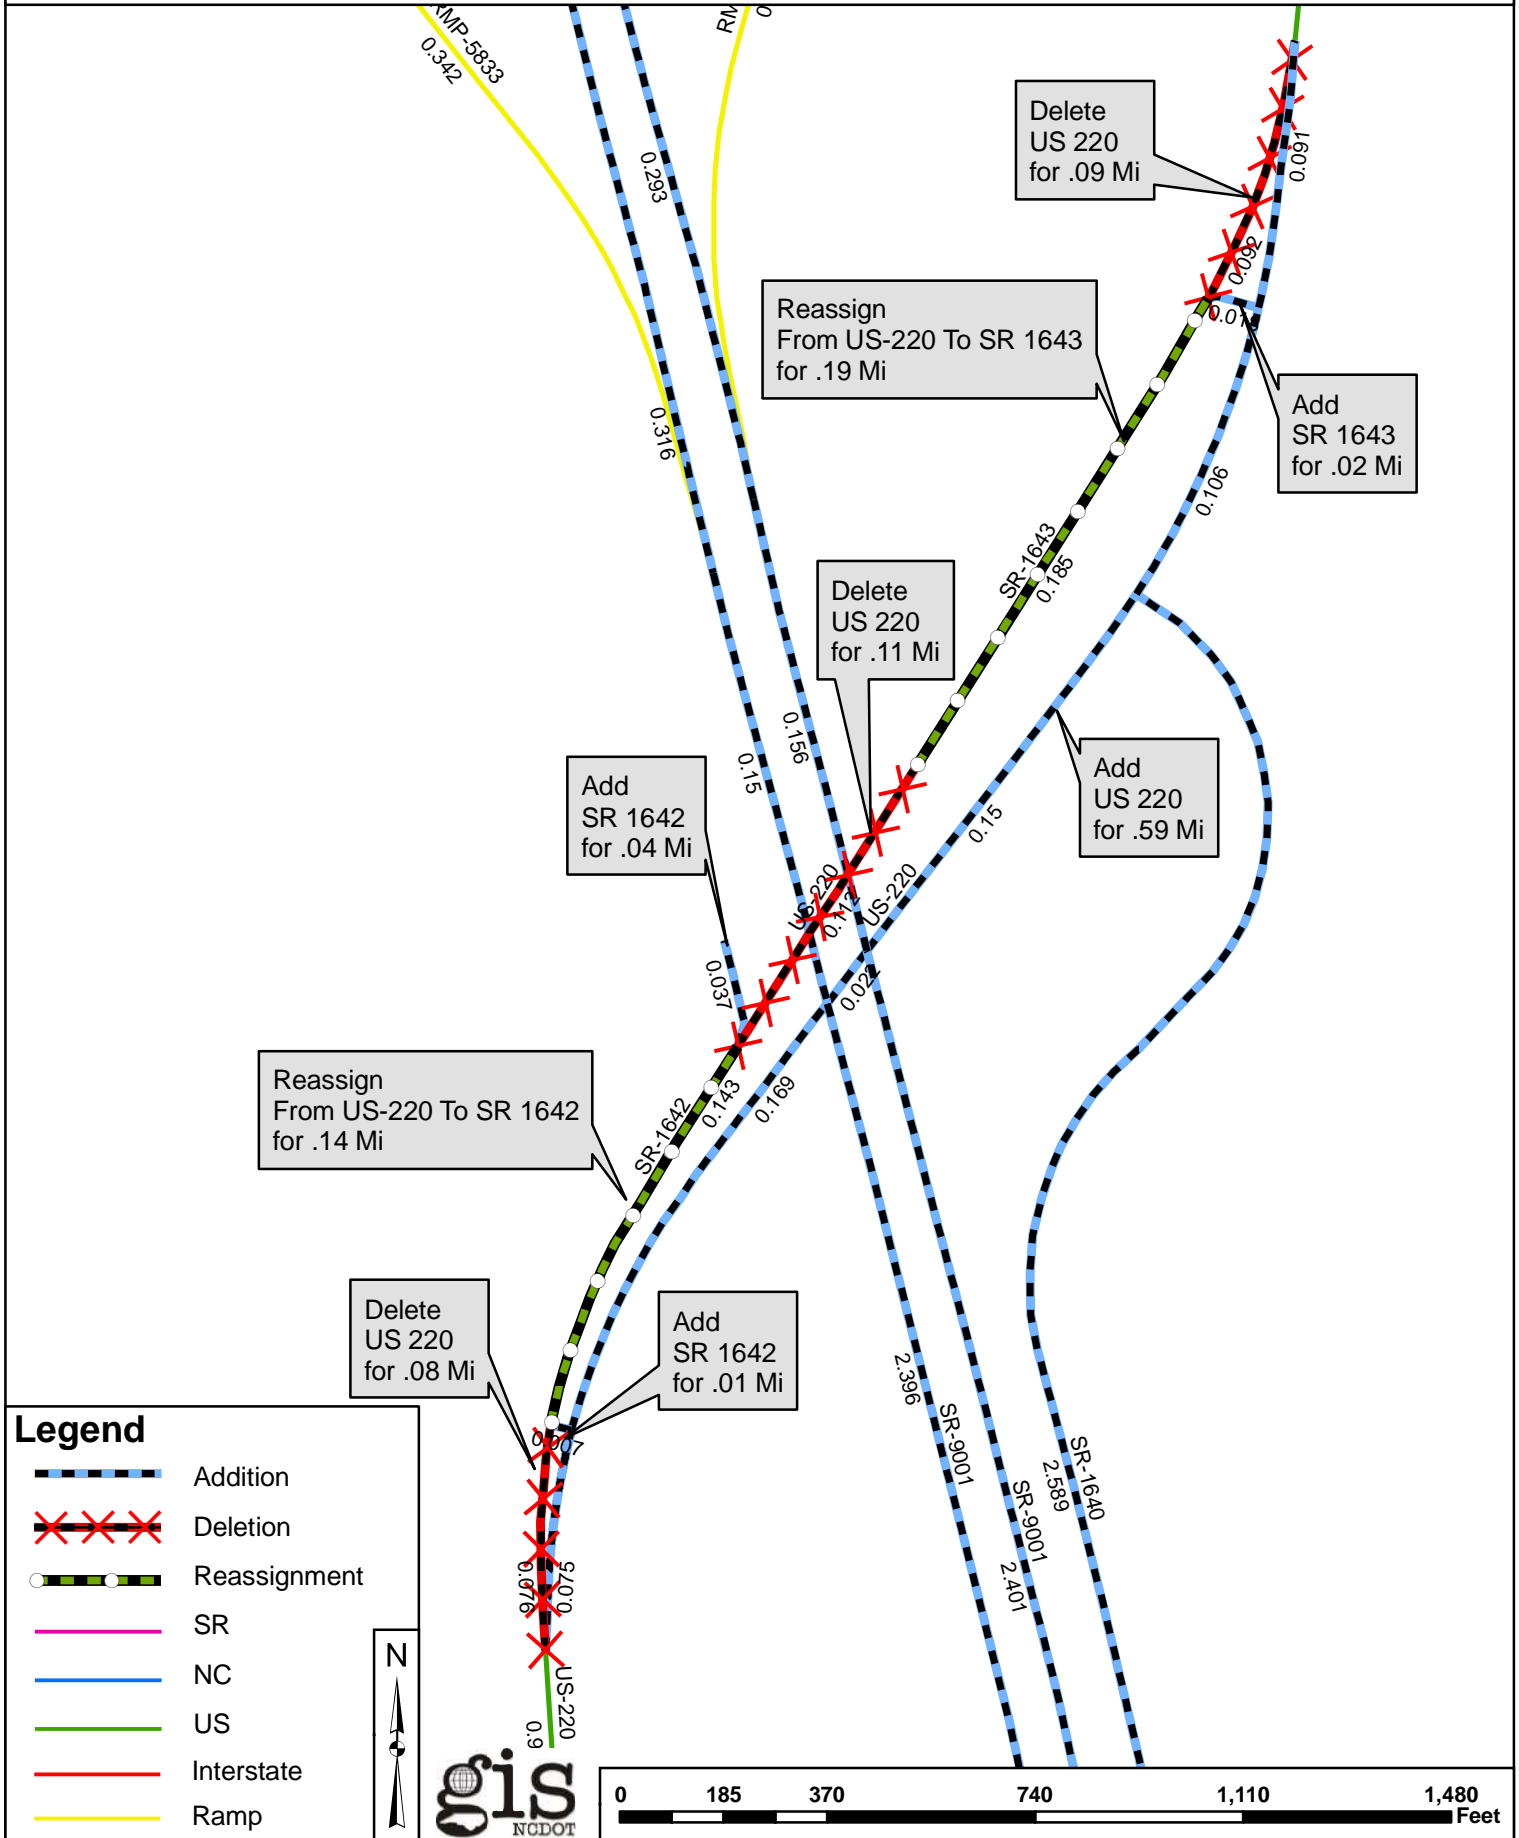 RMP-5833
0.342
0.293
0.091
Delete
US 220
for .09 Mi
0.092
Reassign
From US-220 To SR 1643
for .19 Mi
Add
SR 1643
for .02 Mi
0.316
0.106
SR-1643
0.185
Delete
US 220
for .11 Mi
0.156
0.15
Add
SR 1642
for .04 Mi
Add
US 220
for .59 Mi
0.15
US-220
0.112
US-220
0.022
0.037
Reassign
From US-220 To SR 1642
for .14 Mi
SR-1642
0.143
0.169
Delete
US 220
for .08 Mi
Add
SR 1642
for .01 Mi
0.007
2.396
SR-9001
SR-9001
2.401
SR-1640
2.589
0.076
0.075
US-220
0.9
Legend
Addition
Deletion
Reassignment
SR
NC
US
Interstate
Ramp
N
gis
NCDOT
0 185 370 740 1,110 1,480
Feet